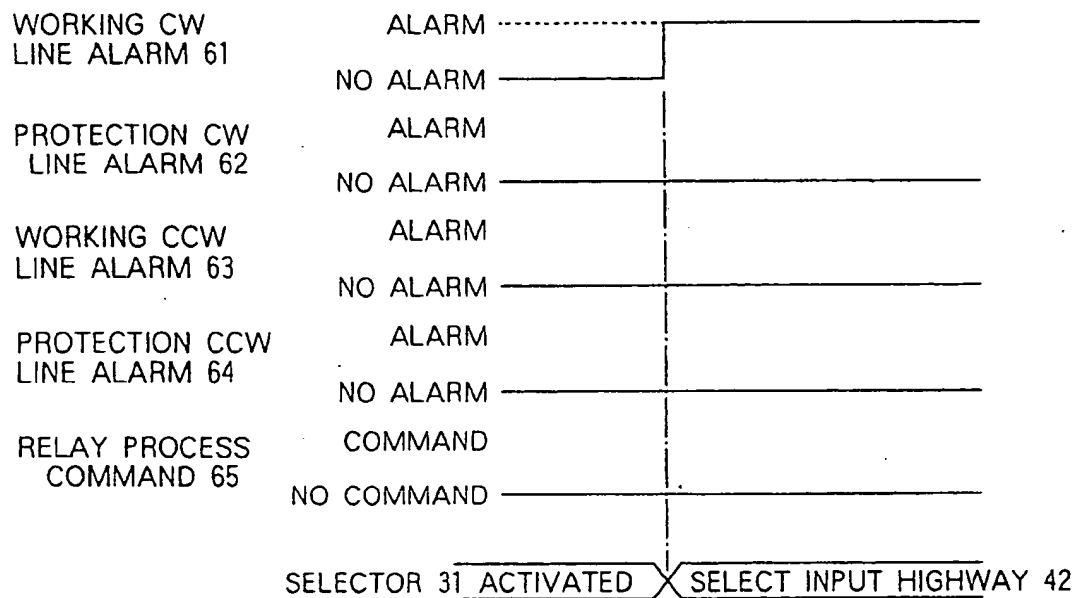 WORKING CW
LINE ALARM 61
ALARM
NO ALARM
PROTECTION CW
LINE ALARM 62
ALARM
NO ALARM
WORKING CCW
LINE ALARM 63
ALARM
NO ALARM
PROTECTION CCW
LINE ALARM 64
ALARM
NO ALARM
RELAY PROCESS
COMMAND 65
COMMAND
NO COMMAND
SELECTOR 31 ACTIVATED SELECT INPUT HIGHWAY 42